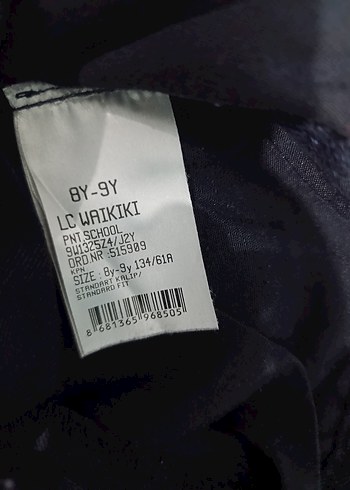 8Y-9Y
LC WAIKIKI
PNT.SCHOOL
9W1325Z4/J2Y
ORD.NR :515909
KPN
SIZE : 8y-9y 134/61A
STANDART KALIP/
STANDARD FIT
8 681365 968505